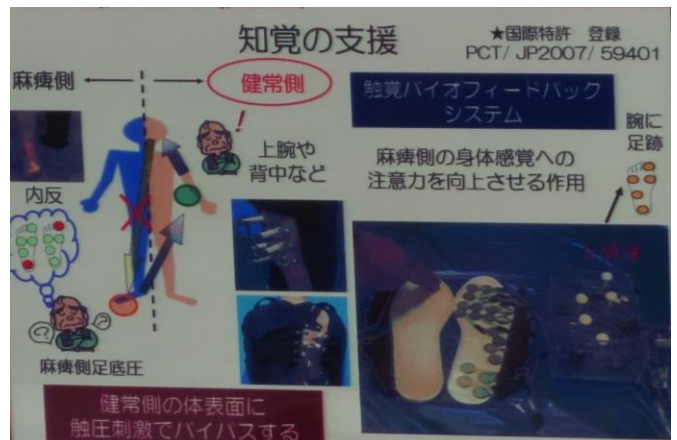 知覚の支援
★国際特許 登録
PCT/ JP2007/ 59401
麻痺側
健常側
触覚バイオフィードバック
システム
腕に
足跡
上腕や
背中など
麻痺側の身体感覚への
注意力を向上させる作用
内反
麻痺側足底圧
健常側の体表面に
触圧刺激でバイパスする